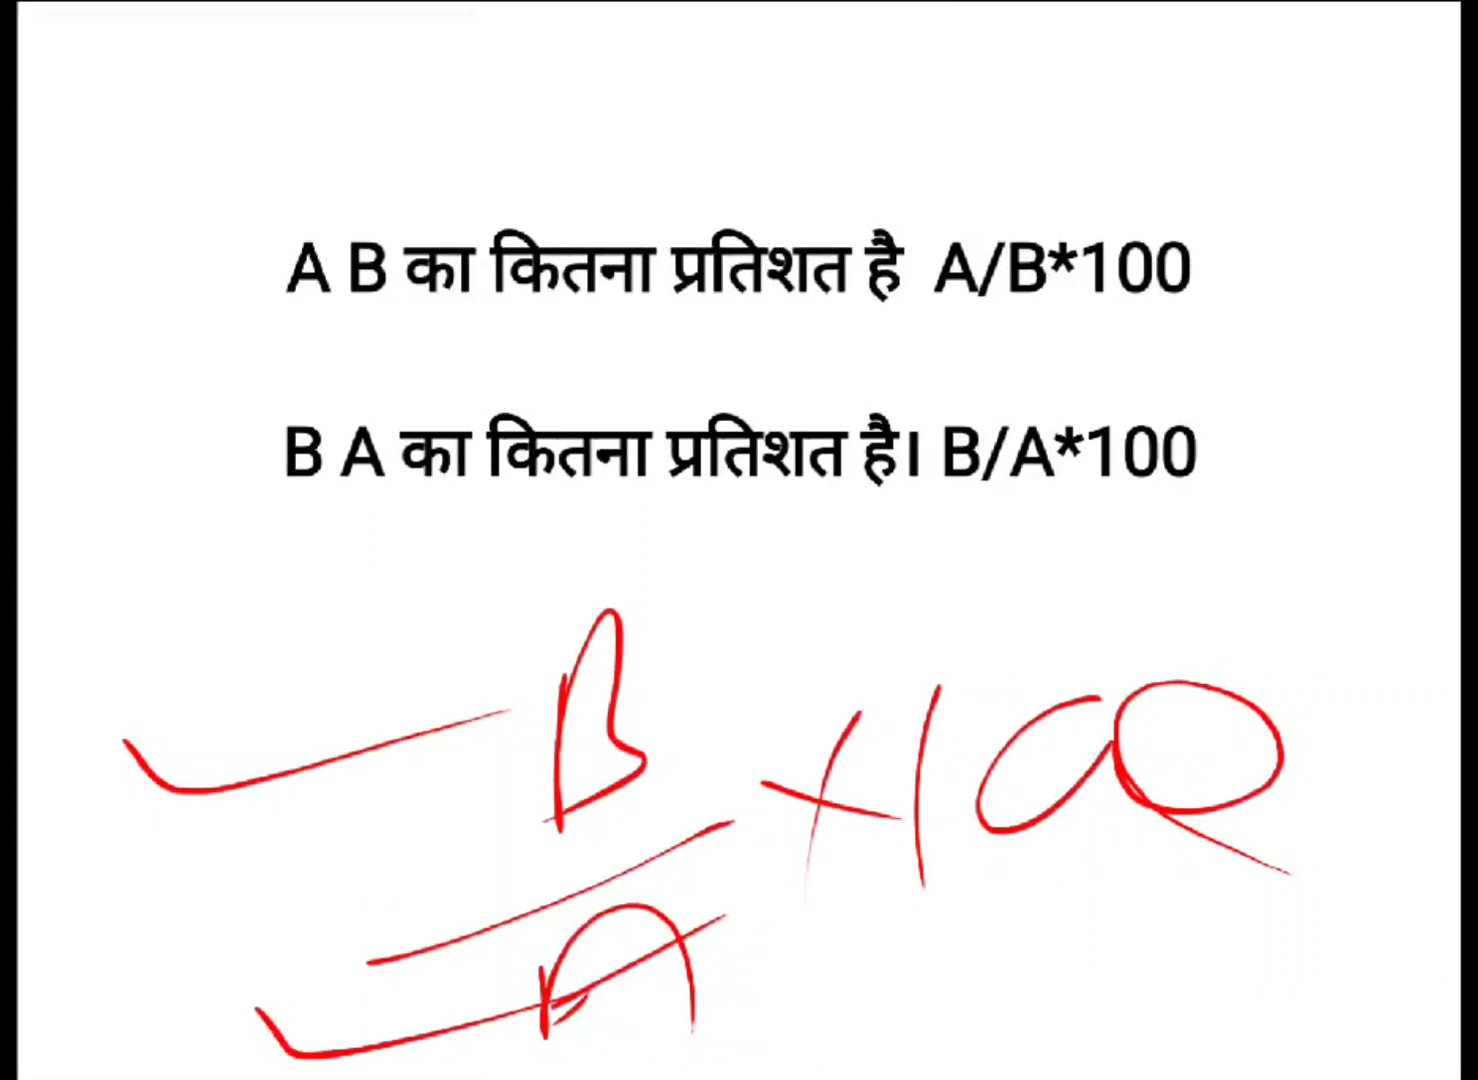 A B का कितना प्रतिशत है A/B*100
B A का कितना प्रतिशत है। B/A*100
B
×100
A